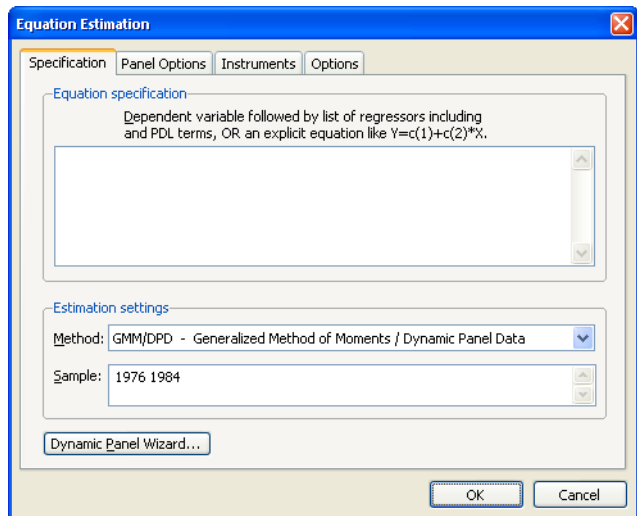 Equation Estimation
Specification Panel Options Instruments Options
Equation specification
Dependent variable followed by list of regressors including
and PDL terms, OR an explicit equation like Y=c(1)+c(2)*X.
Estimation settings
Method: GMM/DPD - Generalized Method of Moments / Dynamic Panel Data
Sample: 1976 1984
Dynamic Panel Wizard...
OK Cancel